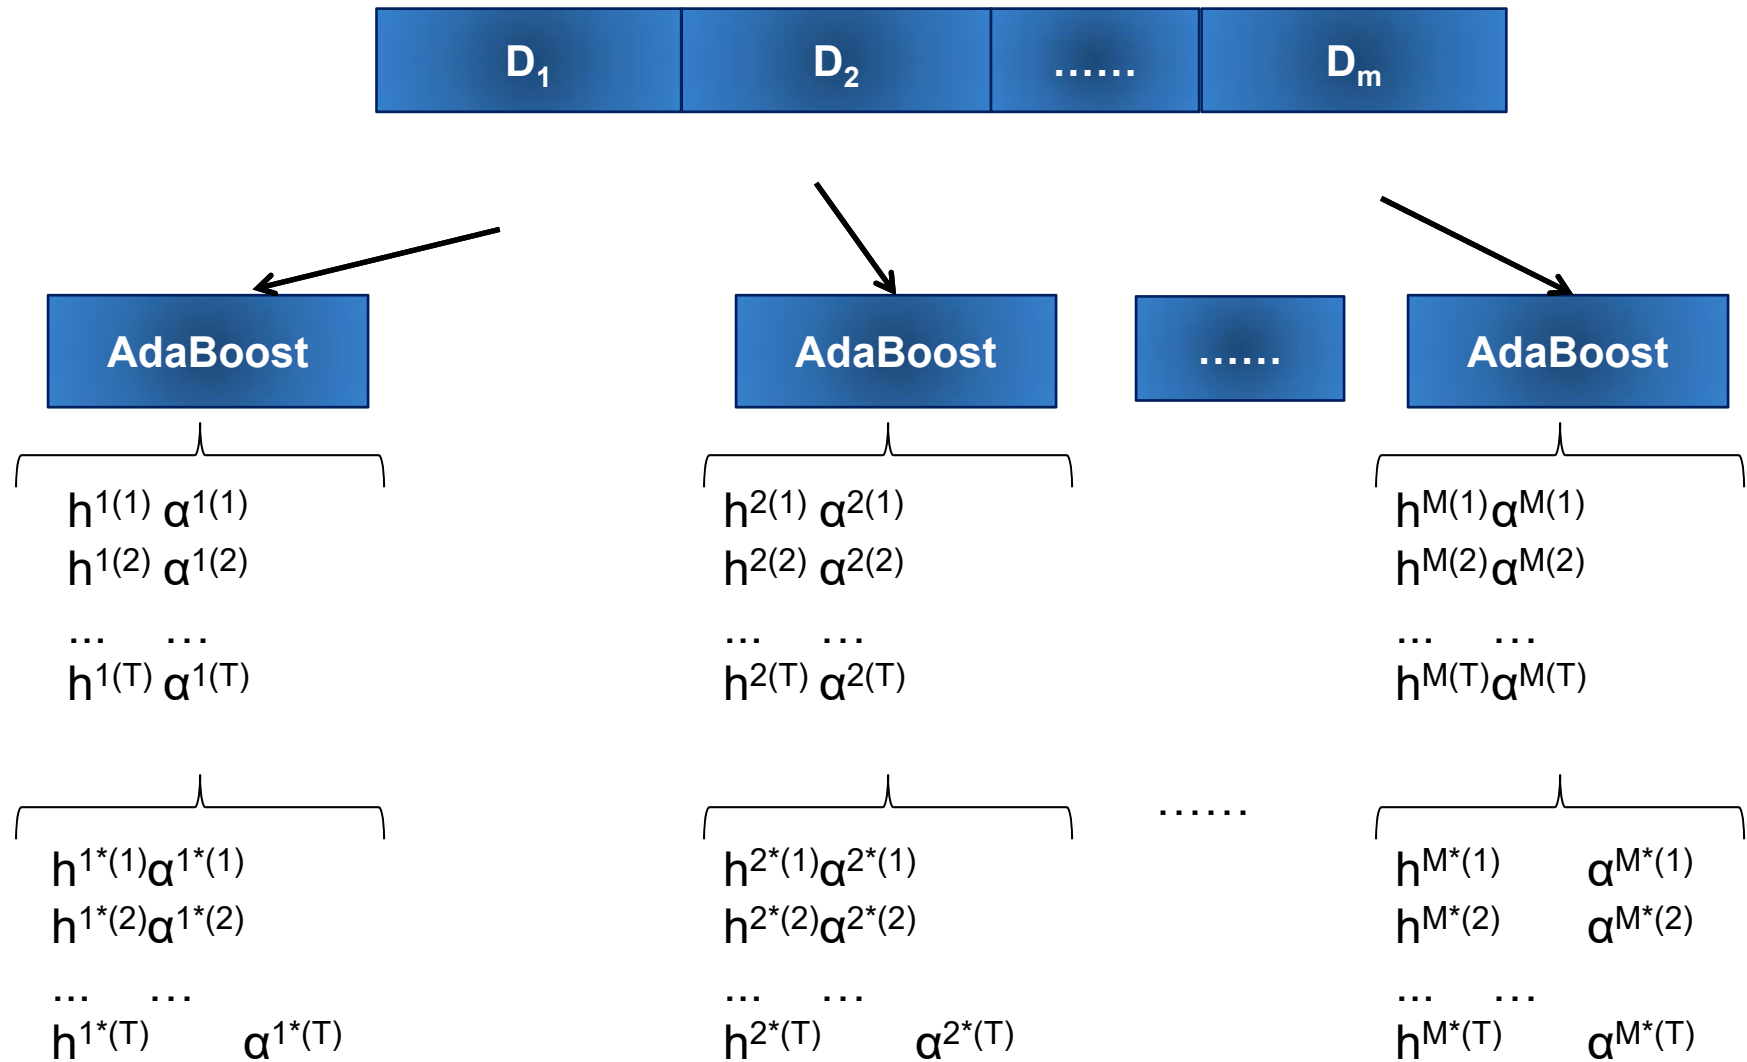 D₁ D₂ ...... Dₘ
AdaBoost AdaBoost ...... AdaBoost
h¹⁽¹⁾ α¹⁽¹⁾ h²⁽¹⁾ α²⁽¹⁾ hᴹ⁽¹⁾ αᴹ⁽¹⁾
h¹⁽²⁾ α¹⁽²⁾ h²⁽²⁾ α²⁽²⁾ hᴹ⁽²⁾ αᴹ⁽²⁾
... ... ... ... ... ...
h¹⁽ᵀ⁾ α¹⁽ᵀ⁾ h²⁽ᵀ⁾ α²⁽ᵀ⁾ hᴹ⁽ᵀ⁾ αᴹ⁽ᵀ⁾
......
h¹*⁽¹⁾ α¹*⁽¹⁾ h²*⁽¹⁾ α²*⁽¹⁾ hᴹ*⁽¹⁾ αᴹ*⁽¹⁾
h¹*⁽²⁾ α¹*⁽²⁾ h²*⁽²⁾ α²*⁽²⁾ hᴹ*⁽²⁾ αᴹ*⁽²⁾
... ... ... ... ... ...
h¹*⁽ᵀ⁾ α¹*⁽ᵀ⁾ h²*⁽ᵀ⁾ α²*⁽ᵀ⁾ hᴹ*⁽ᵀ⁾ αᴹ*⁽ᵀ⁾